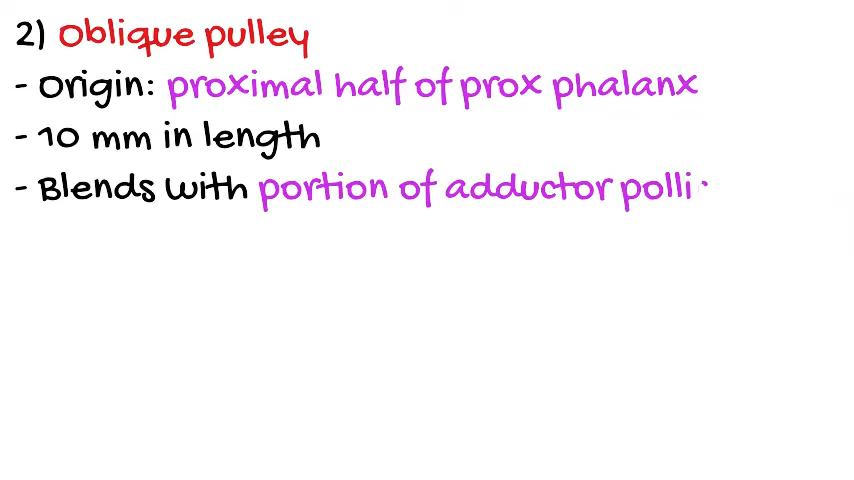 2) Oblique pulley
- Origin: proximal half of prox phalanx
- 10 mm in length
- Blends with portion of adductor polli